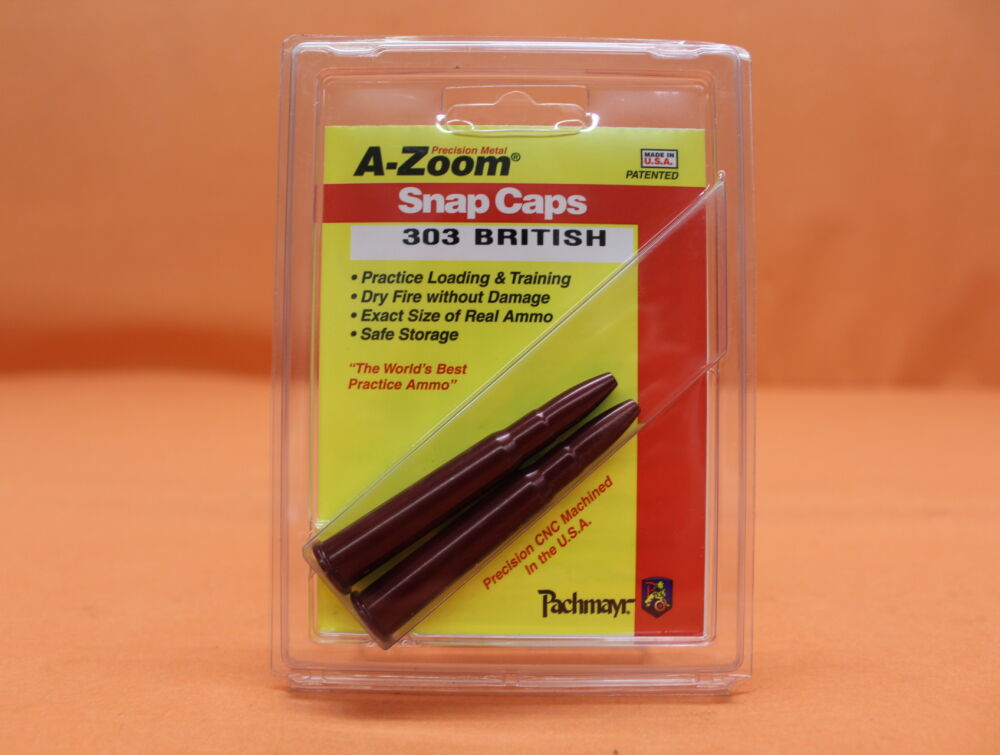 Precision Metal
A-Zoom®
MADE IN
U.S.A.
PATENTED
Snap Caps
303 BRITISH
• Practice Loading & Training
• Dry Fire without Damage
• Exact Size of Real Ammo
• Safe Storage
“The World’s Best
Practice Ammo”
Precision CNC Machined
In the U.S.A.
Pachmayr